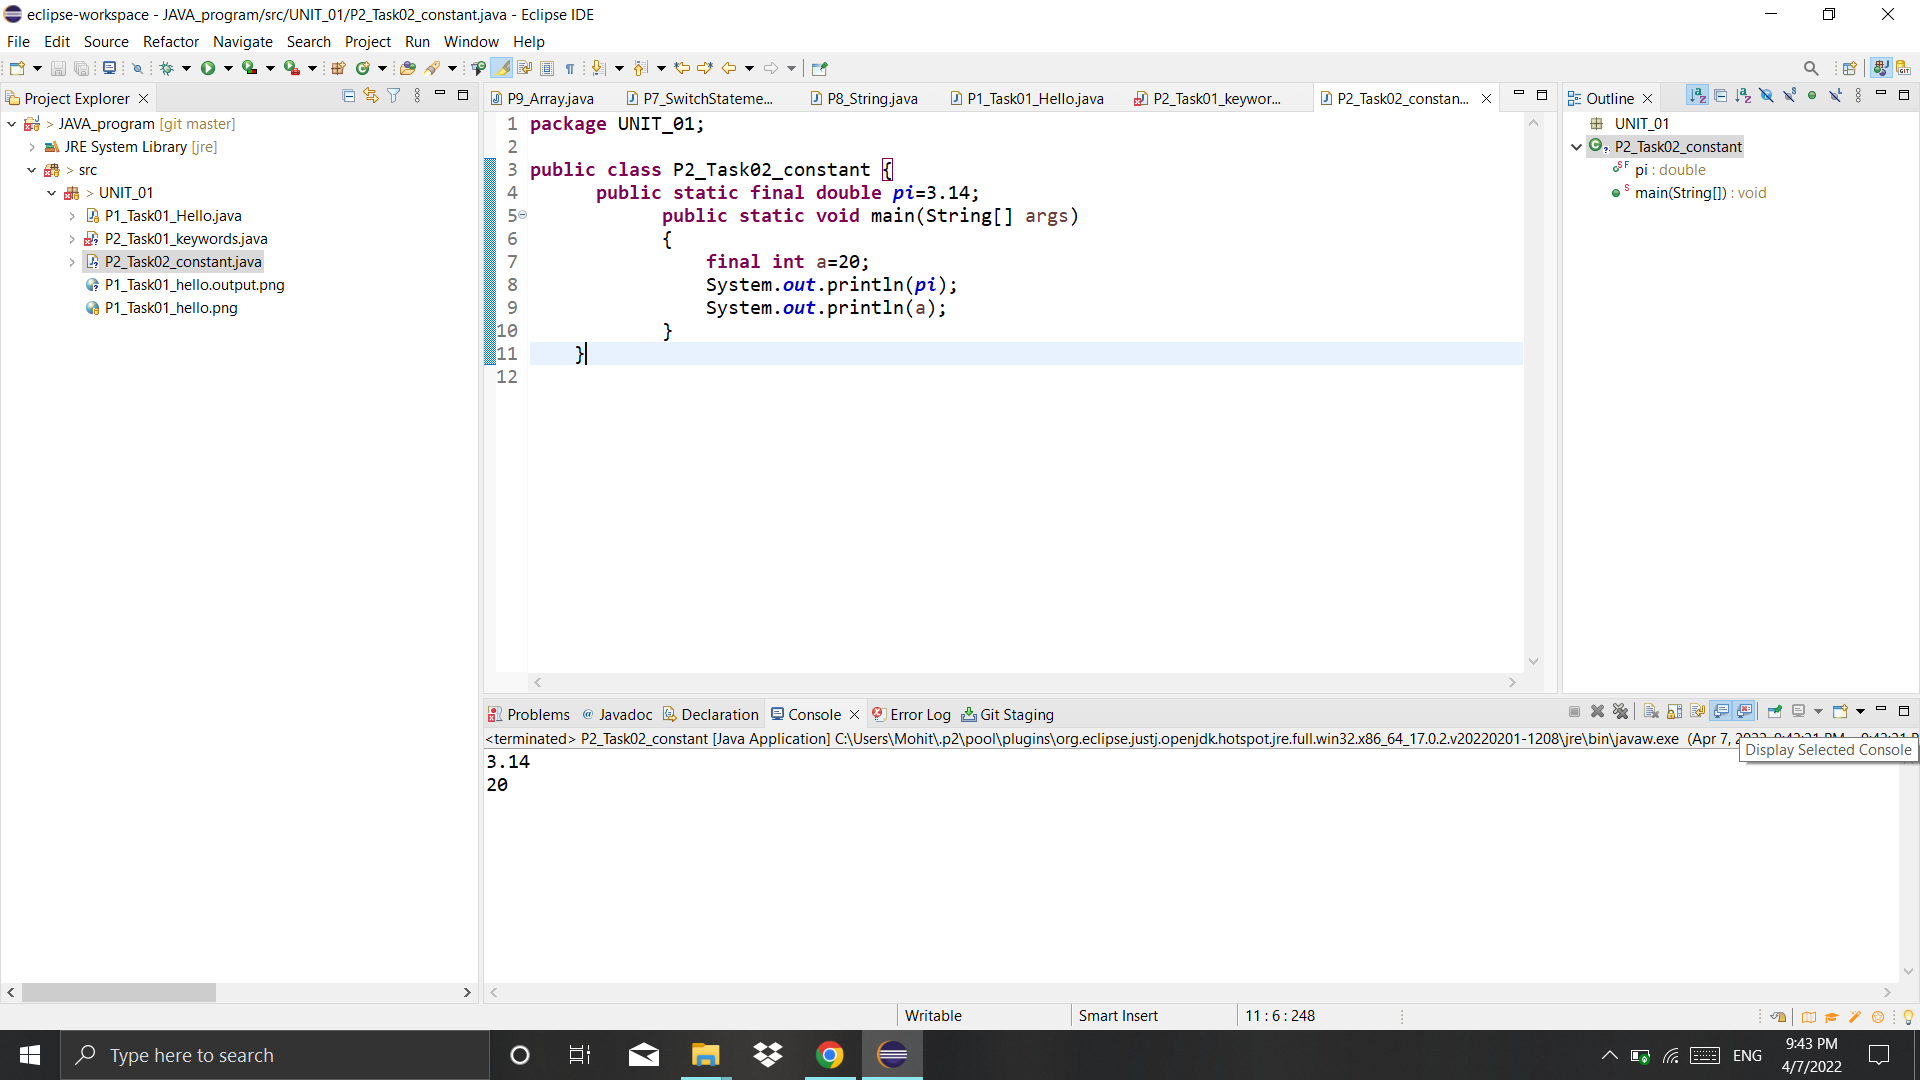 eclipse-workspace - JAVA_program/src/UNIT_01/P2_Task02_constant.java - Eclipse IDE
File Edit Source Refactor Navigate Search Project Run Window Help
Project Explorer
> JAVA_program [git master]
JRE System Library [jre]
> src
> UNIT_01
P1_Task01_Hello.java
P2_Task01_keywords.java
P2_Task02_constant.java
P1_Task01_hello.output.png
P1_Task01_hello.png
P9_Array.java P7_SwitchStateme... P8_String.java P1_Task01_Hello.java P2_Task01_keywor... P2_Task02_constan...
1 package UNIT_01;
2
3 public class P2_Task02_constant {
4 public static final double pi=3.14;
5 public static void main(String[] args)
6 {
7 final int a=20;
8 System.out.println(pi);
9 System.out.println(a);
10 }
11 }
12
Outline
UNIT_01
P2_Task02_constant
pi : double
main(String[]) : void
Problems Javadoc Declaration Console Error Log Git Staging
<terminated> P2_Task02_constant [Java Application] C:\Users\Mohit\.p2\pool\plugins\org.eclipse.justj.openjdk.hotspot.jre.full.win32.x86_64_17.0.2.v20220201-1208\jre\bin\javaw.exe (Apr 7,
Display Selected Console
3.14
20
Writable Smart Insert 11 : 6 : 248
Type here to search
ENG
9:43 PM
4/7/2022